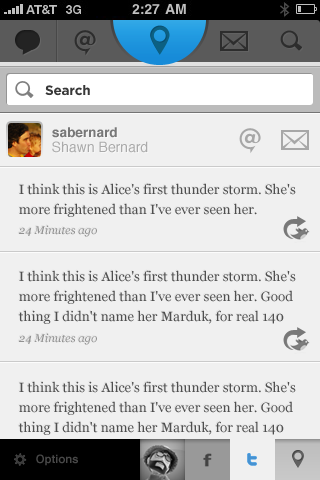 AT&T 3G 2:27 AM
Search
sabernard
Shawn Bernard
I think this is Alice's first thunder storm. She's
more frightened than I've ever seen her.
24 Minutes ago
I think this is Alice's first thunder storm. She's
more frightened than I've ever seen her. Good
thing I didn't name her Marduk, for real 140
24 Minutes ago
I think this is Alice's first thunder storm. She's
more frightened than I've ever seen her. Good
thing I didn't name her Marduk, for real 140
Options